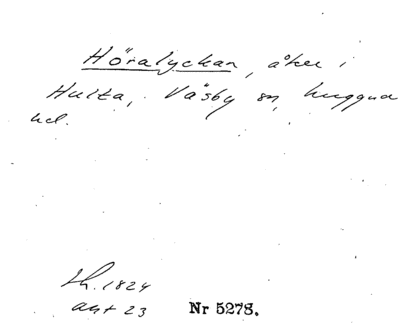 Höralyckan, åker i
Hulta, Väsby sn, Luggude
hd.
Lh. 1824
akt 23 Nr 5278.